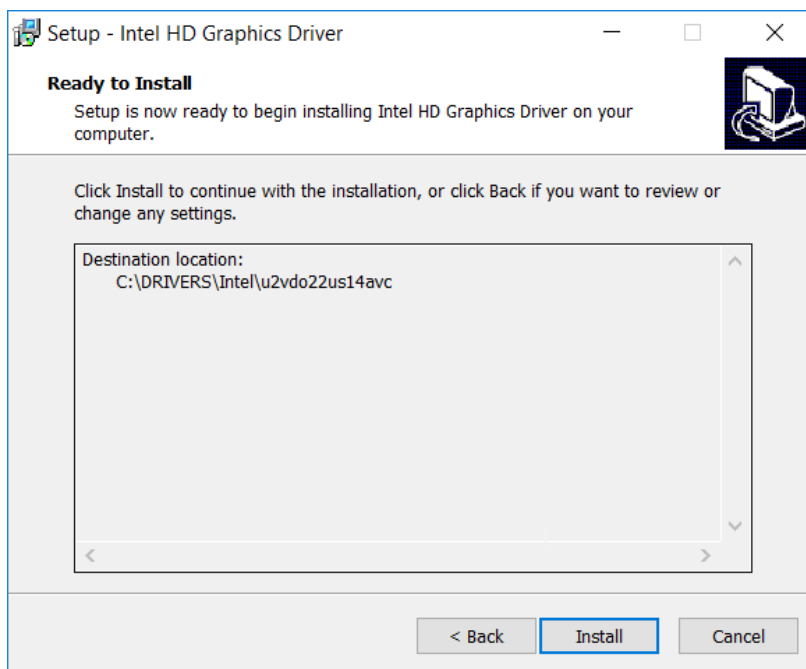 Setup - Intel HD Graphics Driver
Ready to Install
Setup is now ready to begin installing Intel HD Graphics Driver on your
computer.
Click Install to continue with the installation, or click Back if you want to review or
change any settings.
Destination location:
C:\DRIVERS\Intel\u2vdo22us14avc
< Back
Install
Cancel